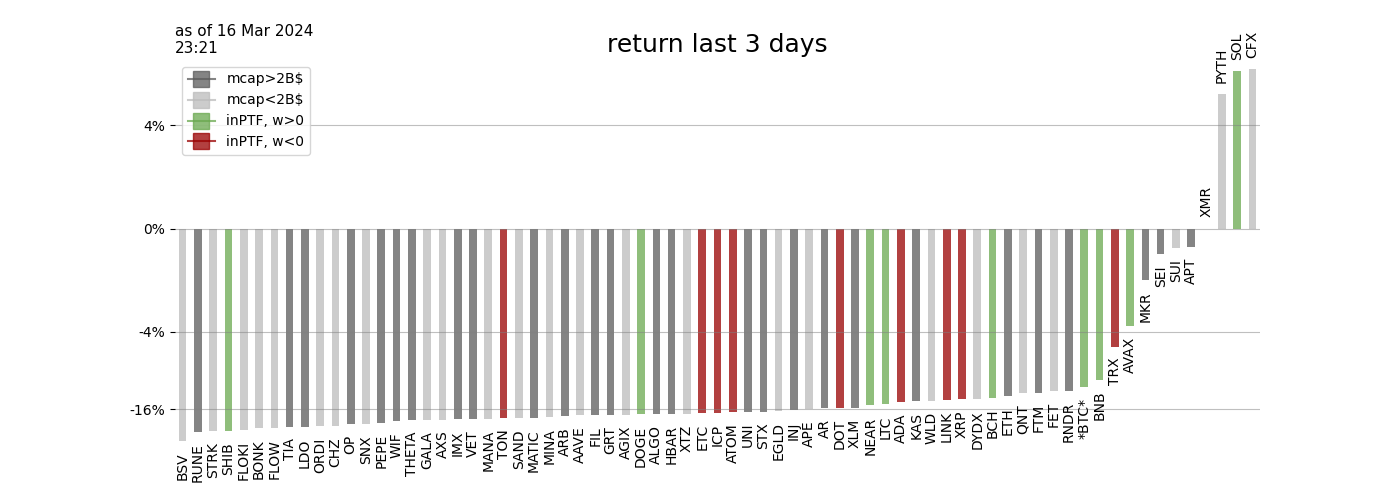 as of 16 Mar 2024
23:21
return last 3 days
mcap>2B$
mcap<2B$
inPTF, w>0
inPTF, w<0
4%
0%
-4%
-16%
BSV
RUNE
STRK
SHIB
FLOKI
BONK
FLOW
TIA
LDO
ORDI
CHZ
OP
SNX
PEPE
WIF
THETA
GALA
AXS
IMX
VET
MANA
TON
SAND
MATIC
MINA
ARB
AAVE
FIL
GRT
AGIX
DOGE
ALGO
HBAR
XTZ
ETC
ICP
ATOM
UNI
STX
EGLD
INJ
APE
AR
DOT
XLM
NEAR
LTC
ADA
KAS
WLD
LINK
XRP
DYDX
BCH
ETH
QNT
FTM
FET
RNDR
*BTC*
BNB
TRX
AVAX
MKR
SEI
SUI
APT
XMR
PYTH
SOL
CFX